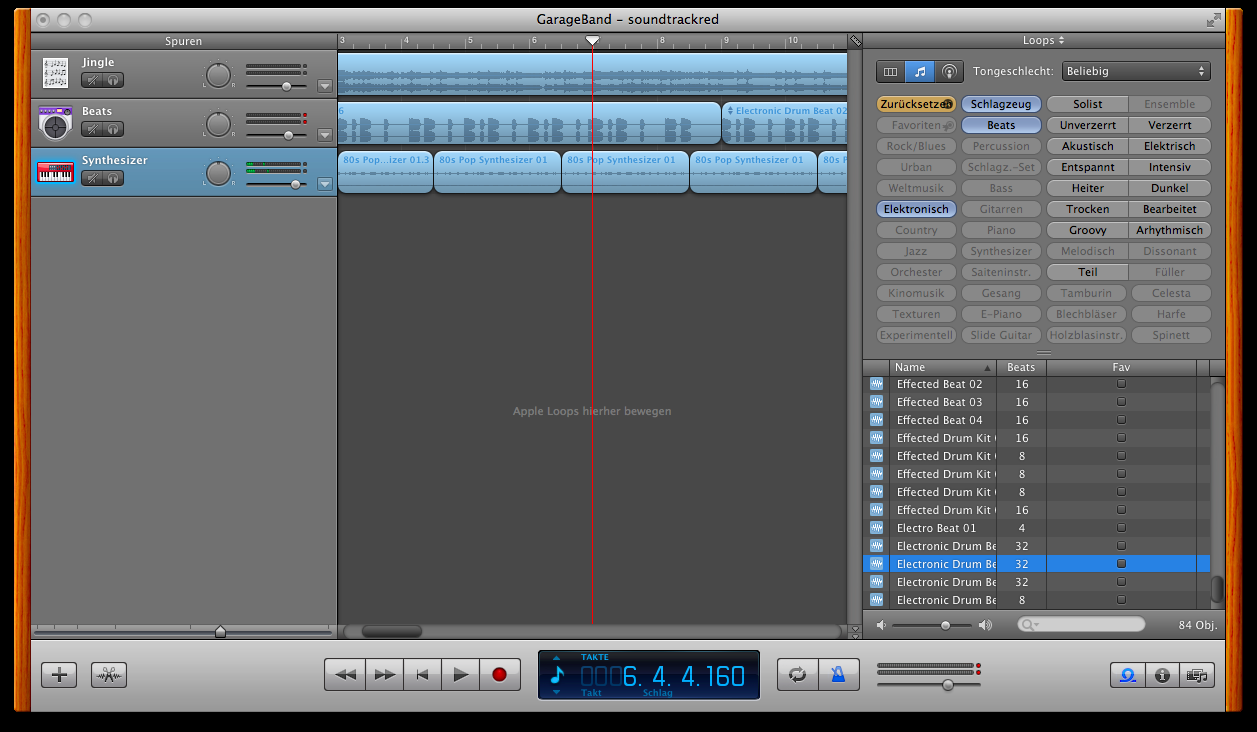 GarageBand - soundtrackred
Spuren
3 4 5 6 8 9 10
Loops
Jingle
Beats
Synthesizer
6
Electronic Drum Beat 02
80s Pop...izer 01.3
80s Pop Synthesizer 01
80s Pop Synthesizer 01
80s Pop Synthesizer 01
80s P
Apple Loops hierher bewegen
L R
L R
L R
Tongeschlecht: Beliebig
Zurücksetzen Schlagzeug Solist Ensemble
Favoriten Beats Unverzerrt Verzerrt
Rock/Blues Percussion Akustisch Elektrisch
Urban Schlagz.-Set Entspannt Intensiv
Weltmusik Bass Heiter Dunkel
Elektronisch Gitarren Trocken Bearbeitet
Country Piano Groovy Arhythmisch
Jazz Synthesizer Melodisch Dissonant
Orchester Saiteninstr. Teil Füller
Kinomusik Gesang Tamburin Celesta
Texturen E-Piano Blechbläser Harfe
Experimentell Slide Guitar Holzblasinstr. Spinett
Name Beats Fav
Effected Beat 02 16
Effected Beat 03 16
Effected Beat 04 16
Effected Drum Kit 16
Effected Drum Kit 8
Effected Drum Kit 8
Effected Drum Kit 8
Effected Drum Kit 16
Electro Beat 01 4
Electronic Drum Be 32
Electronic Drum Be 32
Electronic Drum Be 32
Electronic Drum Be 8
84 Obj.
TAKTE
0006. 4. 4.160
Takt Schlag